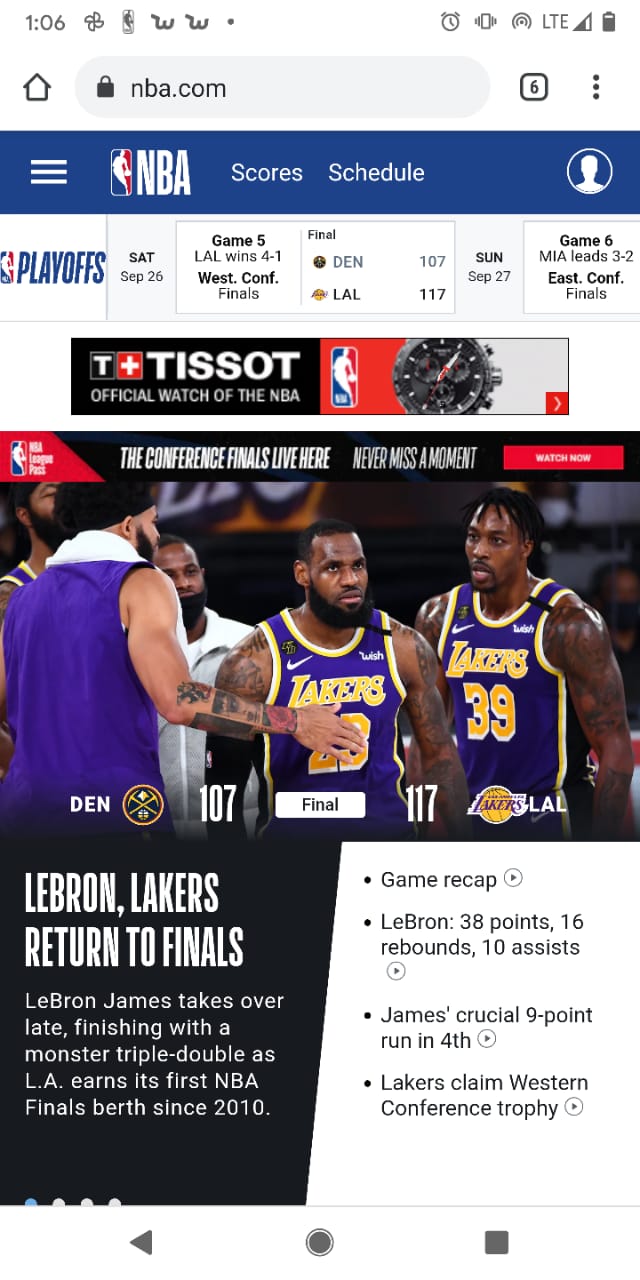 1:06
LTE
nba.com
6
NBA
Scores
Schedule
PLAYOFFS
SAT
Sep 26
Game 5
LAL wins 4-1
West. Conf.
Finals
Final
DEN 107
LAL 117
SUN
Sep 27
Game 6
MIA leads 3-2
East. Conf.
Finals
TISSOT
OFFICIAL WATCH OF THE NBA
NBA
League
Pass
THE CONFERENCE FINALS LIVE HERE NEVER MISS A MOMENT
WATCH NOW
wish
LAKERS
23
wish
LAKERS
39
DEN 107 Final 117 LAKERS LAL
LEBRON, LAKERS
RETURN TO FINALS
LeBron James takes over
late, finishing with a
monster triple-double as
L.A. earns its first NBA
Finals berth since 2010.
• Game recap
• LeBron: 38 points, 16
rebounds, 10 assists
• James' crucial 9-point
run in 4th
• Lakers claim Western
Conference trophy